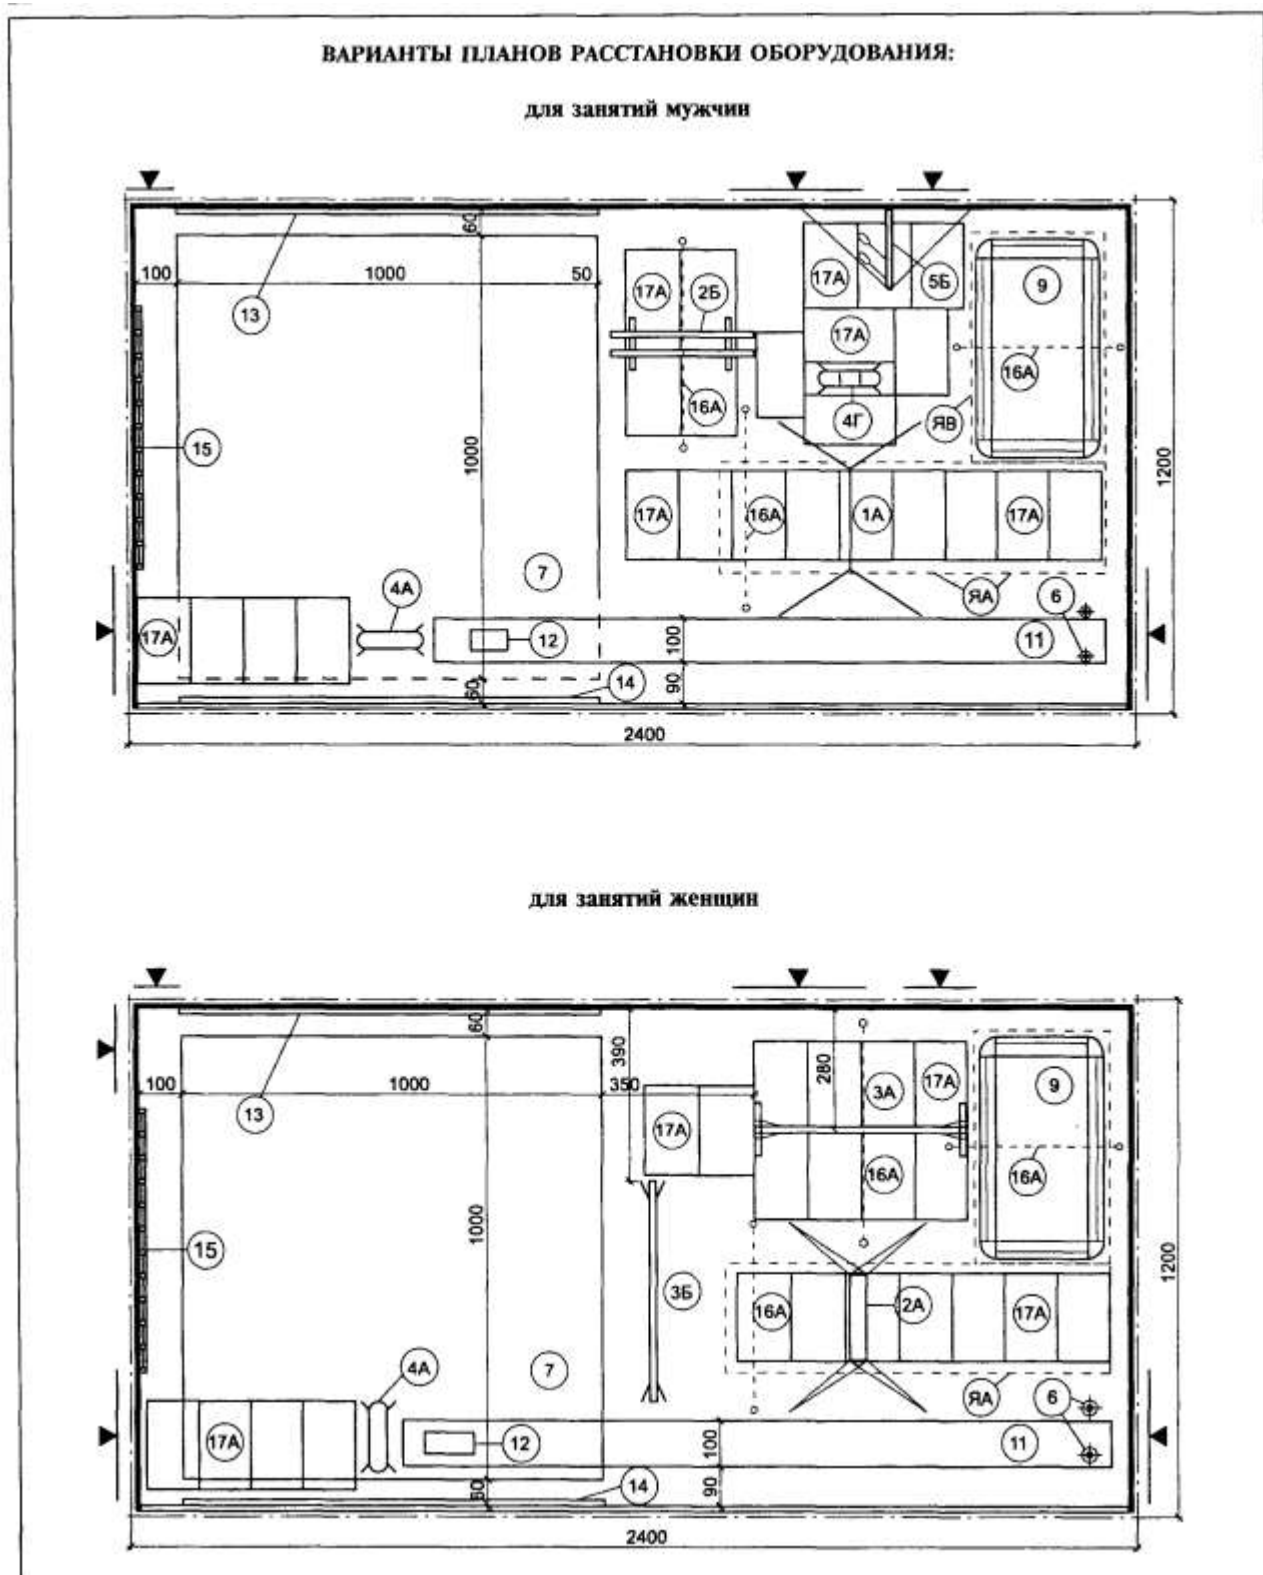 ВАРИАНТЫ ПЛАНОВ РАССТАНОВКИ ОБОРУДОВАНИЯ:
для занятий мужчин
60
100 1000 50
13
17А 2Б
17А 5Б
9
17А
16А
16А
4Г
ЯВ
15
1000
1200
17А 16А 1А 17А
7
4А
ЯА 6
17А
12
100
11
60
14
90
2400
для занятий женщин
60
390
280
100 1000 350
13
3А 17А
9
17А
16А
16А
15
1000
1200
3Б
16А 2А 17А
4А
7
ЯА 6
17А
12
100
11
60
14
90
2400